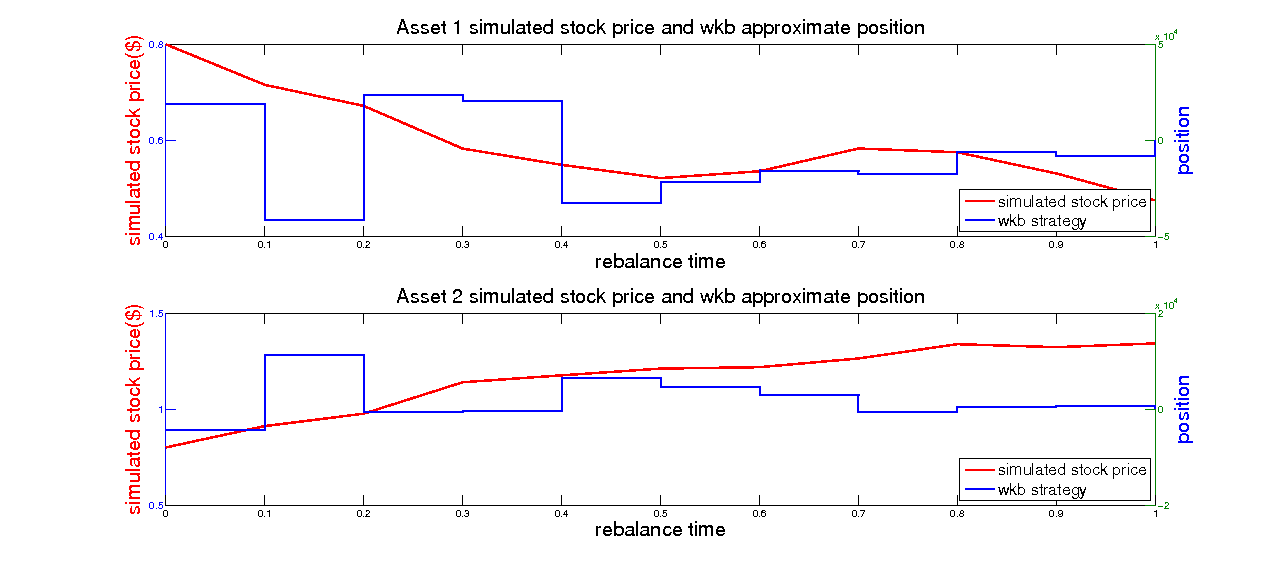 Asset 1 simulated stock price and wkb approximate position
x 10^4
0.8
5
simulated stock price($)
0.6
0
position
simulated stock price
wkb strategy
0.4
-5
0 0.1 0.2 0.3 0.4 0.5 0.6 0.7 0.8 0.9 1
rebalance time
Asset 2 simulated stock price and wkb approximate position
x 10^4
1.5
2
simulated stock price($)
1
0
position
simulated stock price
wkb strategy
0.5
-2
0 0.1 0.2 0.3 0.4 0.5 0.6 0.7 0.8 0.9 1
rebalance time